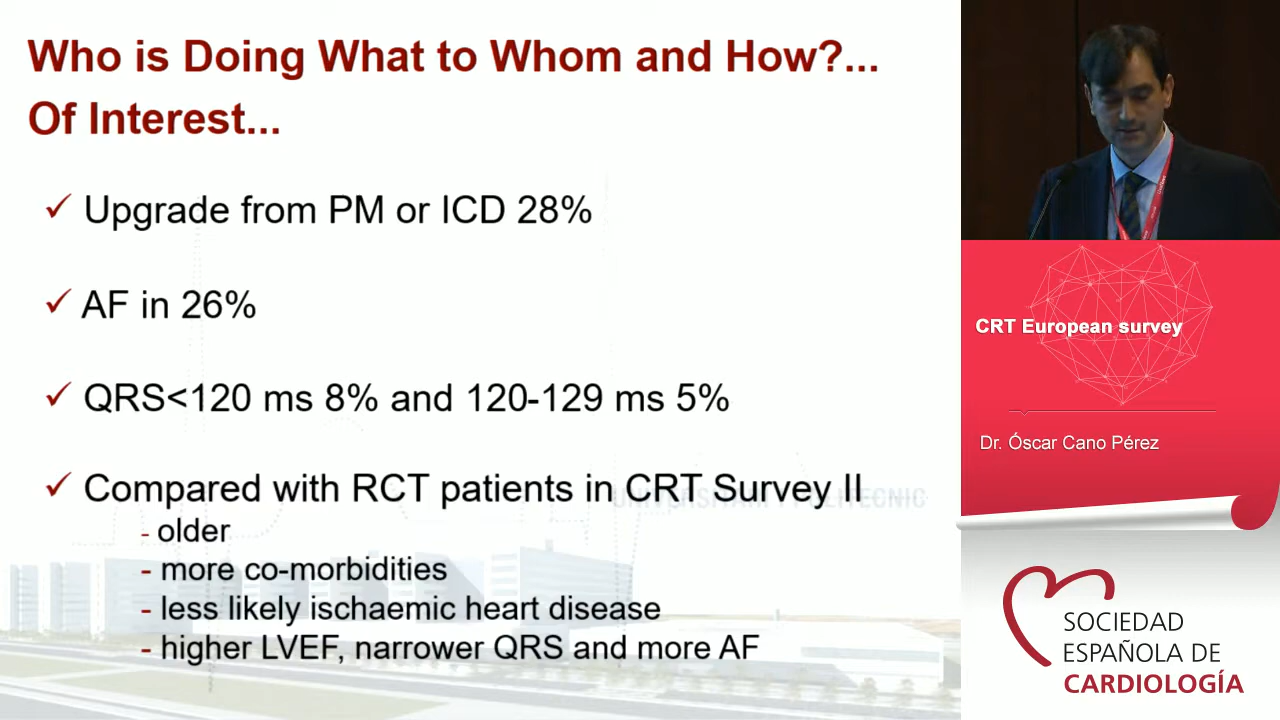 Who is Doing What to Whom and How?...
Of Interest...
✓ Upgrade from PM or ICD 28%
✓ AF in 26%
✓ QRS<120 ms 8% and 120-129 ms 5%
✓ Compared with RCT patients in CRT Survey II
- older
- more co-morbidities
- less likely ischaemic heart disease
- higher LVEF, narrower QRS and more AF
CRT European survey
Dr. Óscar Cano Pérez
SOCIEDAD
ESPAÑOLA DE
CARDIOLOGÍA